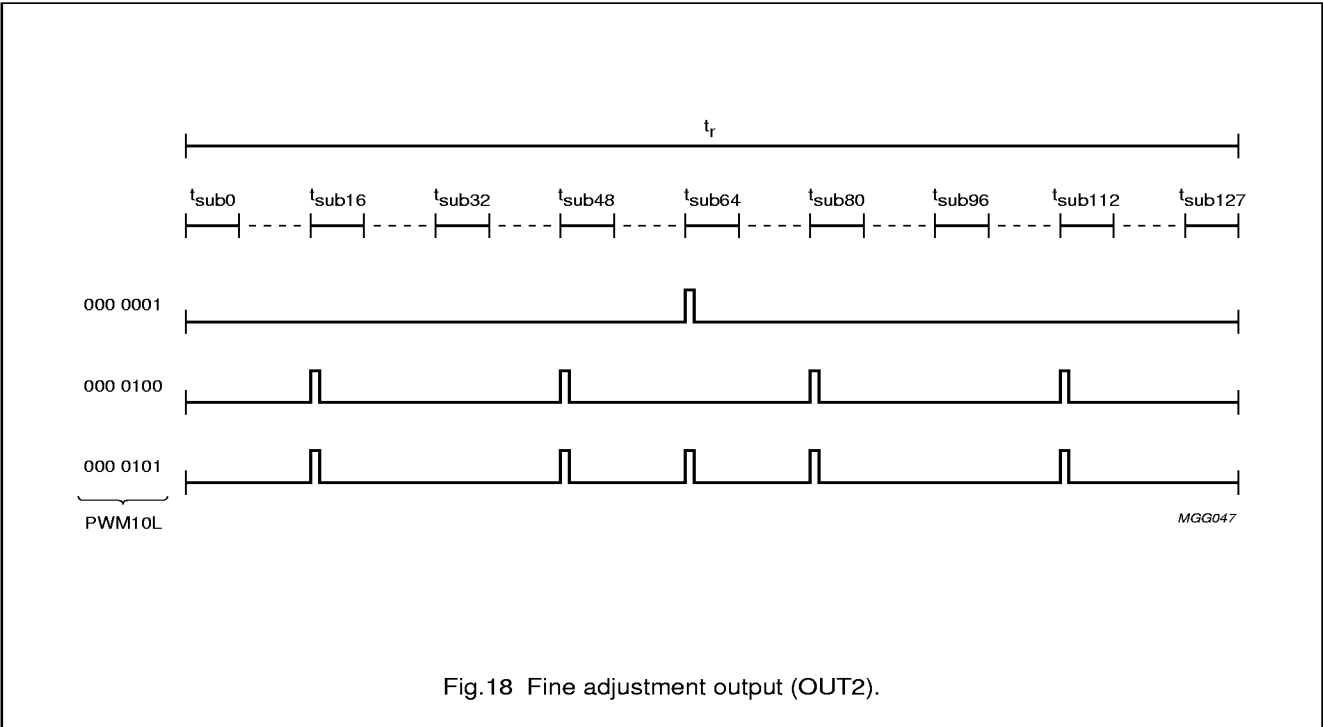 tr
tsub0 tsub16 tsub32 tsub48 tsub64 tsub80 tsub96 tsub112 tsub127
000 0001
000 0100
000 0101
PWM10L
MGG047
Fig.18 Fine adjustment output (OUT2).